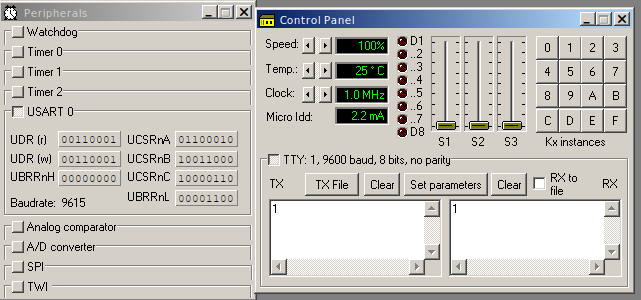 Peripherals
Watchdog
Timer 0
Timer 1
Timer 2
USART 0
UDR (r) 00110001 UCSRnA 01100010
UDR (w) 00110001 UCSRnB 10011000
UBRRnH 00000000 UCSRnC 10000110
UBRRnL 00001100
Baudrate: 9615
Analog comparator
A/D converter
SPI
TWI
Control Panel
Speed: 100%
Temp.: 25 ° C
Clock: 1.0 MHz
Micro Idd: 2.2 mA
D1
..2
..3
..4
..5
..6
..7
D8
S1 S2 S3
0 1 2 3
4 5 6 7
8 9 A B
C D E F
Kx instances
TTY: 1, 9600 baud, 8 bits, no parity
TX TX File Clear Set parameters Clear RX to file RX
1
1